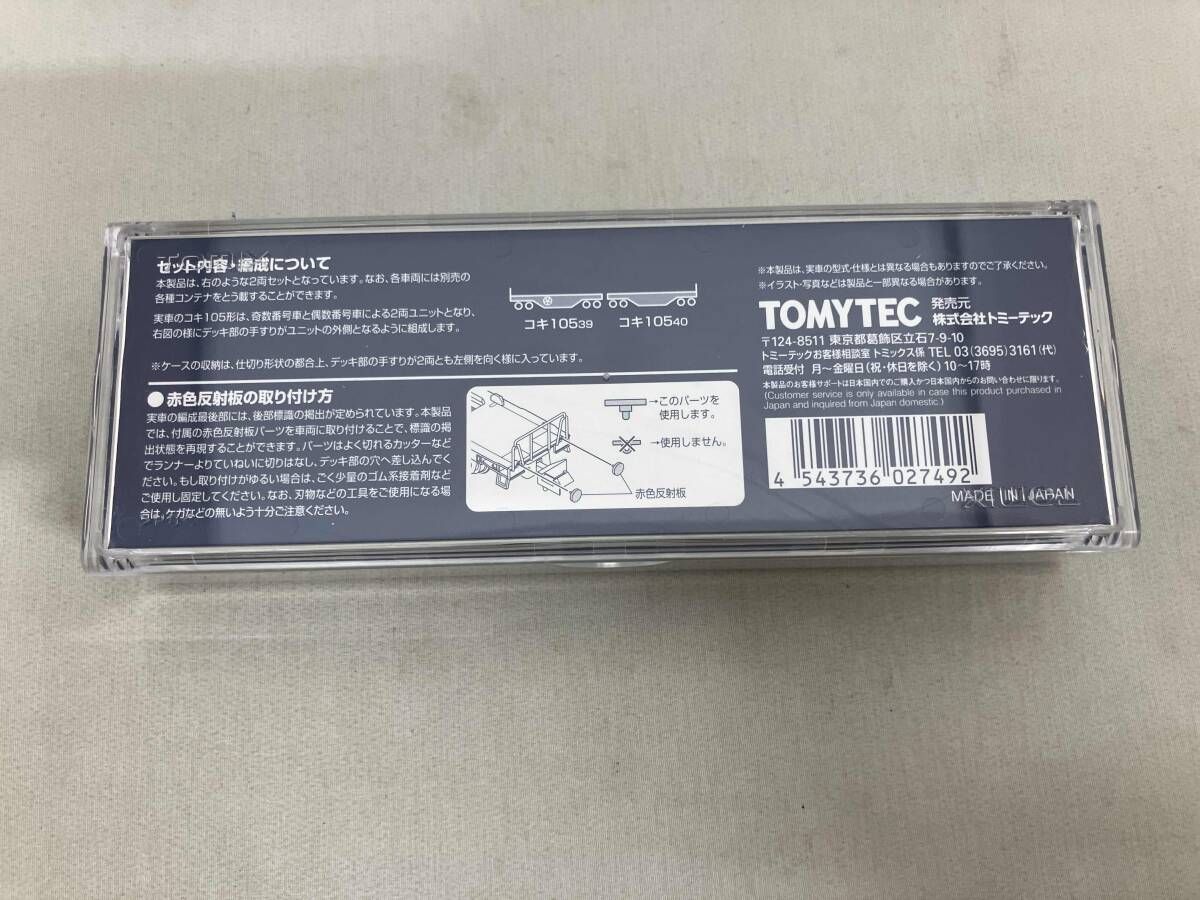 セット内容・編成について
本製品は、右のような2両セットとなっています。なお、各車両には別売の
各種コンテナをとう載することができます。
実車のコキ105形は、奇数番号車と偶数番号車による2両ユニットとなり、
右図の様にデッキ部の手すりがユニットの外側となるように組成します。
※ケースの収納は、仕切り形状の都合上、デッキ部の手すりが2両とも左側を向く様に入っています。
コキ10539 コキ10540
●赤色反射板の取り付け方
実車の編成最後部には、後部標識の掲出が定められています。本製品
では、付属の赤色反射板パーツを車両に取り付けることで、標識の掲
出状態を再現することができます。パーツはよく切れるカッターなど
でランナーよりていねいに切りはなし、デッキ部の穴へ差し込んでく
ださい。もし取り付けがゆるい場合は、ごく少量のゴム系接着剤などを
ご使用し固定してください。なお、刃物などの工具をご使用になる場
合は、ケガなどの無いよう十分ご注意ください。
→このパーツを
使用します。
→使用しません。
赤色反射板
※本製品は、実車の型式・仕様とは異なる場合もありますのでご了承ください。
※イラスト・写真などは製品と一部異なる場合があります。
TOMYTEC 発売元
株式会社トミーテック
〒124-8511 東京都葛飾区立石7-9-10
トミーテックお客様相談室 トミックス係 TEL 03(3695)3161(代)
電話受付 月〜金曜日(祝・休日を除く)10〜17時
本製品のお客様サポートは日本国内でのご購入かつ日本国内からのお問い合わせに限ります。
(Customer service is only available in case this product purchased in
Japan and inquired from Japan domestic.)
4 543736 027492
MADE IN JAPAN